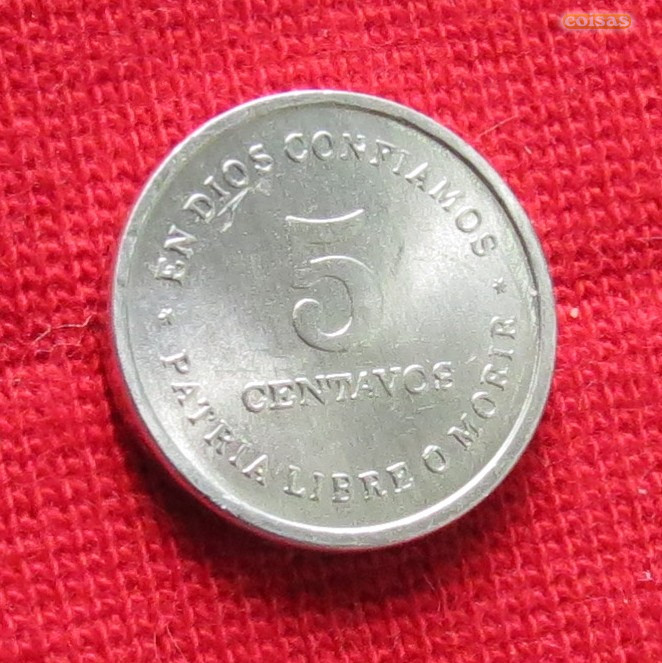 coisas
* EN DIOS CONFIAMOS *
5
CENTAVOS
PATRIA LIBRE O MORIR